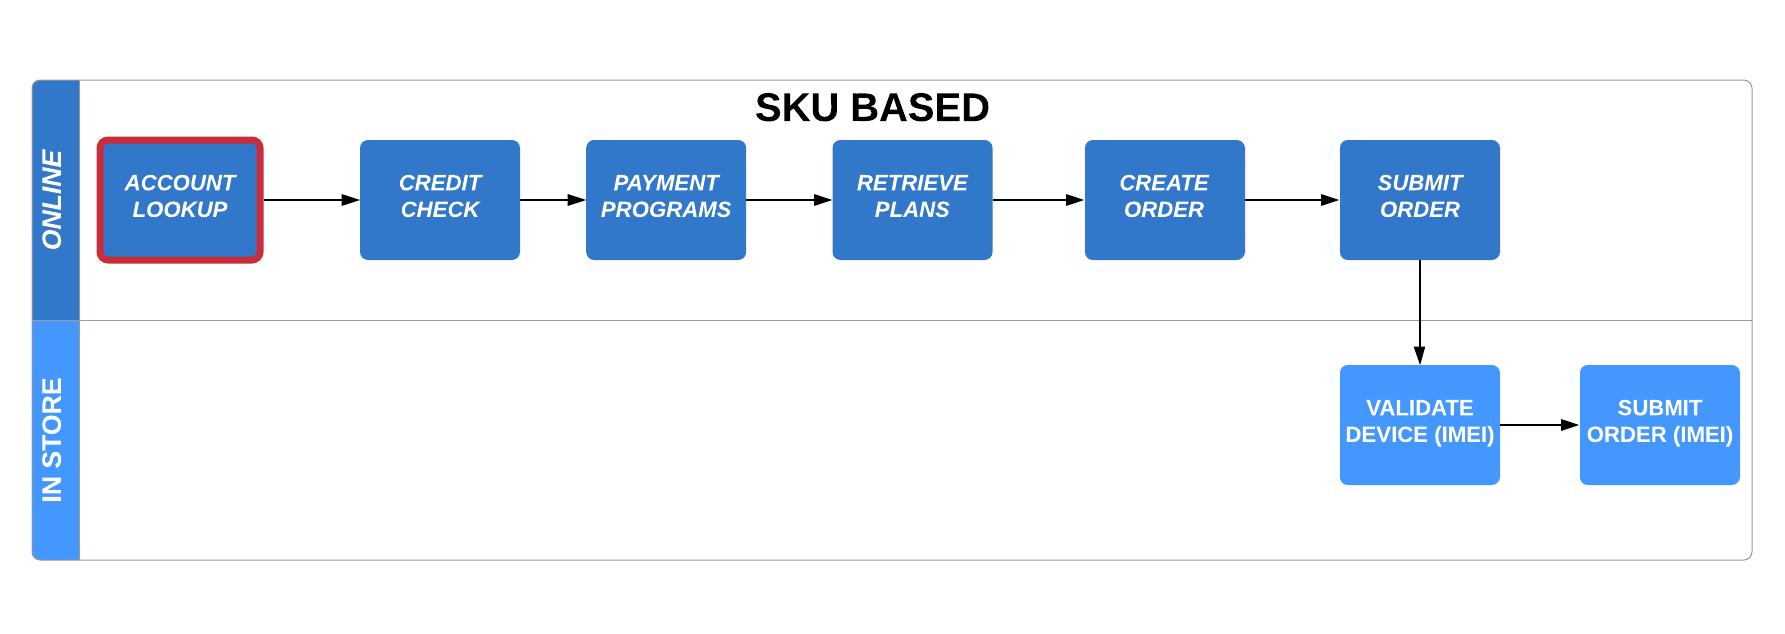 SKU BASED
ONLINE
ACCOUNT
LOOKUP
CREDIT
CHECK
PAYMENT
PROGRAMS
RETRIEVE
PLANS
CREATE
ORDER
SUBMIT
ORDER
IN STORE
VALIDATE
DEVICE (IMEI)
SUBMIT
ORDER (IMEI)